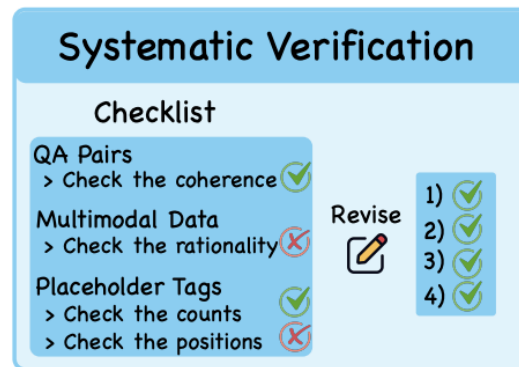 Systematic Verification
Checklist
QA Pairs
> Check the coherence
Multimodal Data
> Check the rationality
Placeholder Tags
> Check the counts
> Check the positions
Revise
1)
2)
3)
4)